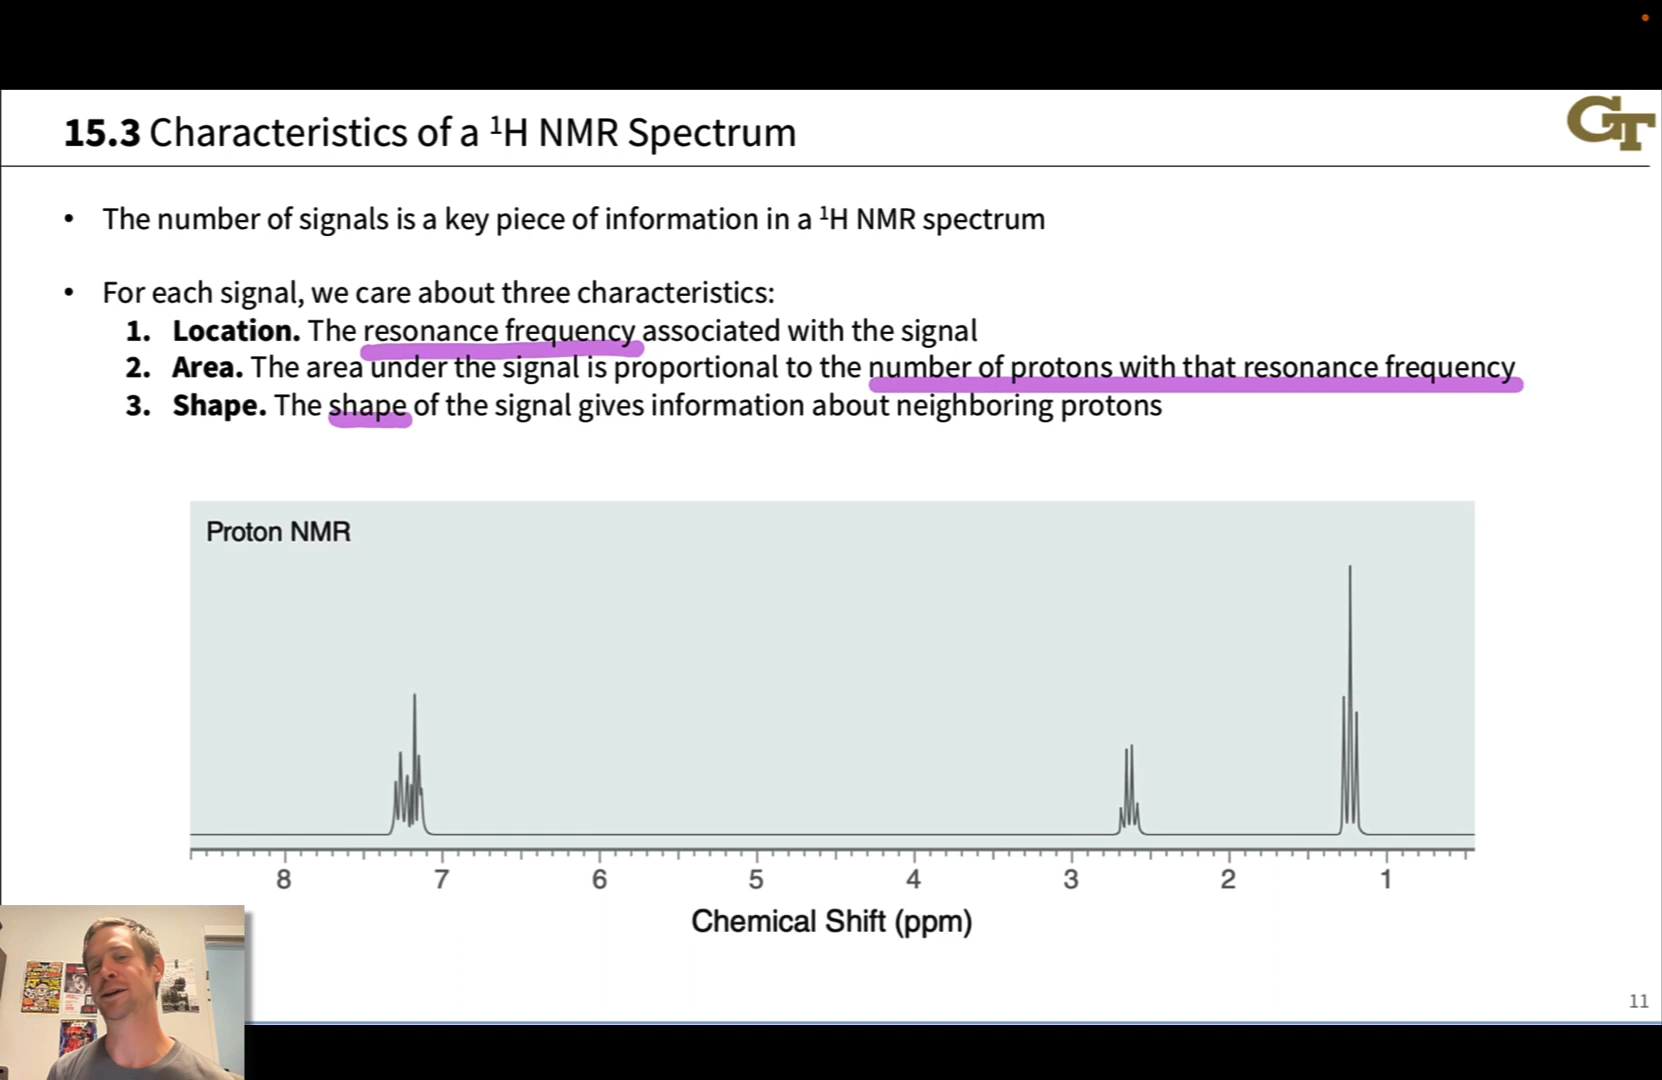 15.3 Characteristics of a ¹H NMR Spectrum
GT
• The number of signals is a key piece of information in a ¹H NMR spectrum
• For each signal, we care about three characteristics:
1. Location. The resonance frequency associated with the signal
2. Area. The area under the signal is proportional to the number of protons with that resonance frequency
3. Shape. The shape of the signal gives information about neighboring protons
Proton NMR
8 7 6 5 4 3 2 1
Chemical Shift (ppm)
11